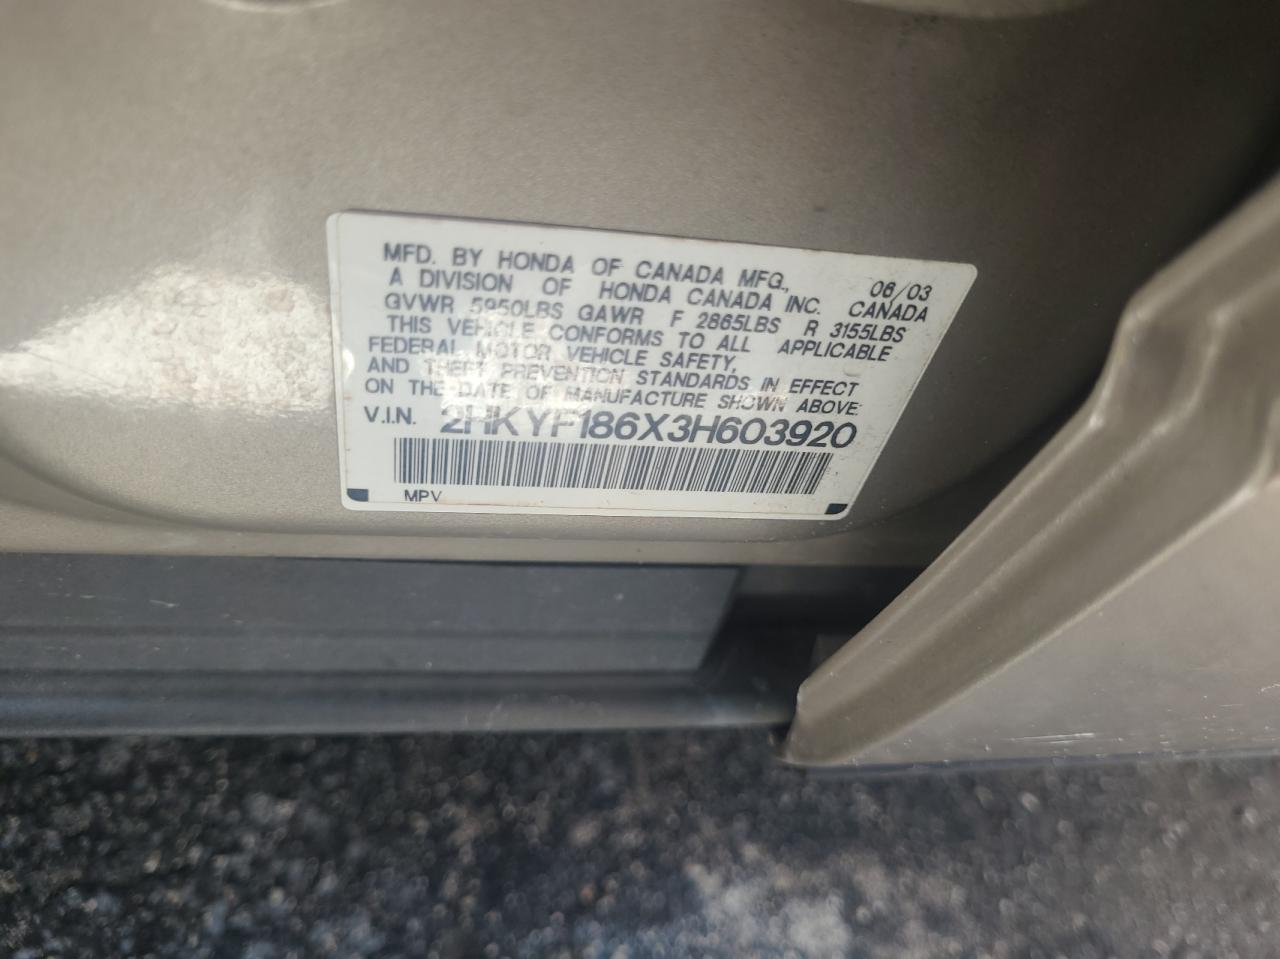 MFD. BY HONDA OF CANADA MFG., 06/03
A DIVISION OF HONDA CANADA INC. CANADA
GVWR 5950LBS GAWR F 2865LBS R 3155LBS
THIS VEHICLE CONFORMS TO ALL APPLICABLE
FEDERAL MOTOR VEHICLE SAFETY,
AND THEFT PREVENTION STANDARDS IN EFFECT
ON THE DATE OF MANUFACTURE SHOWN ABOVE:
V.I.N. 2HKYF186X3H603920
MPV